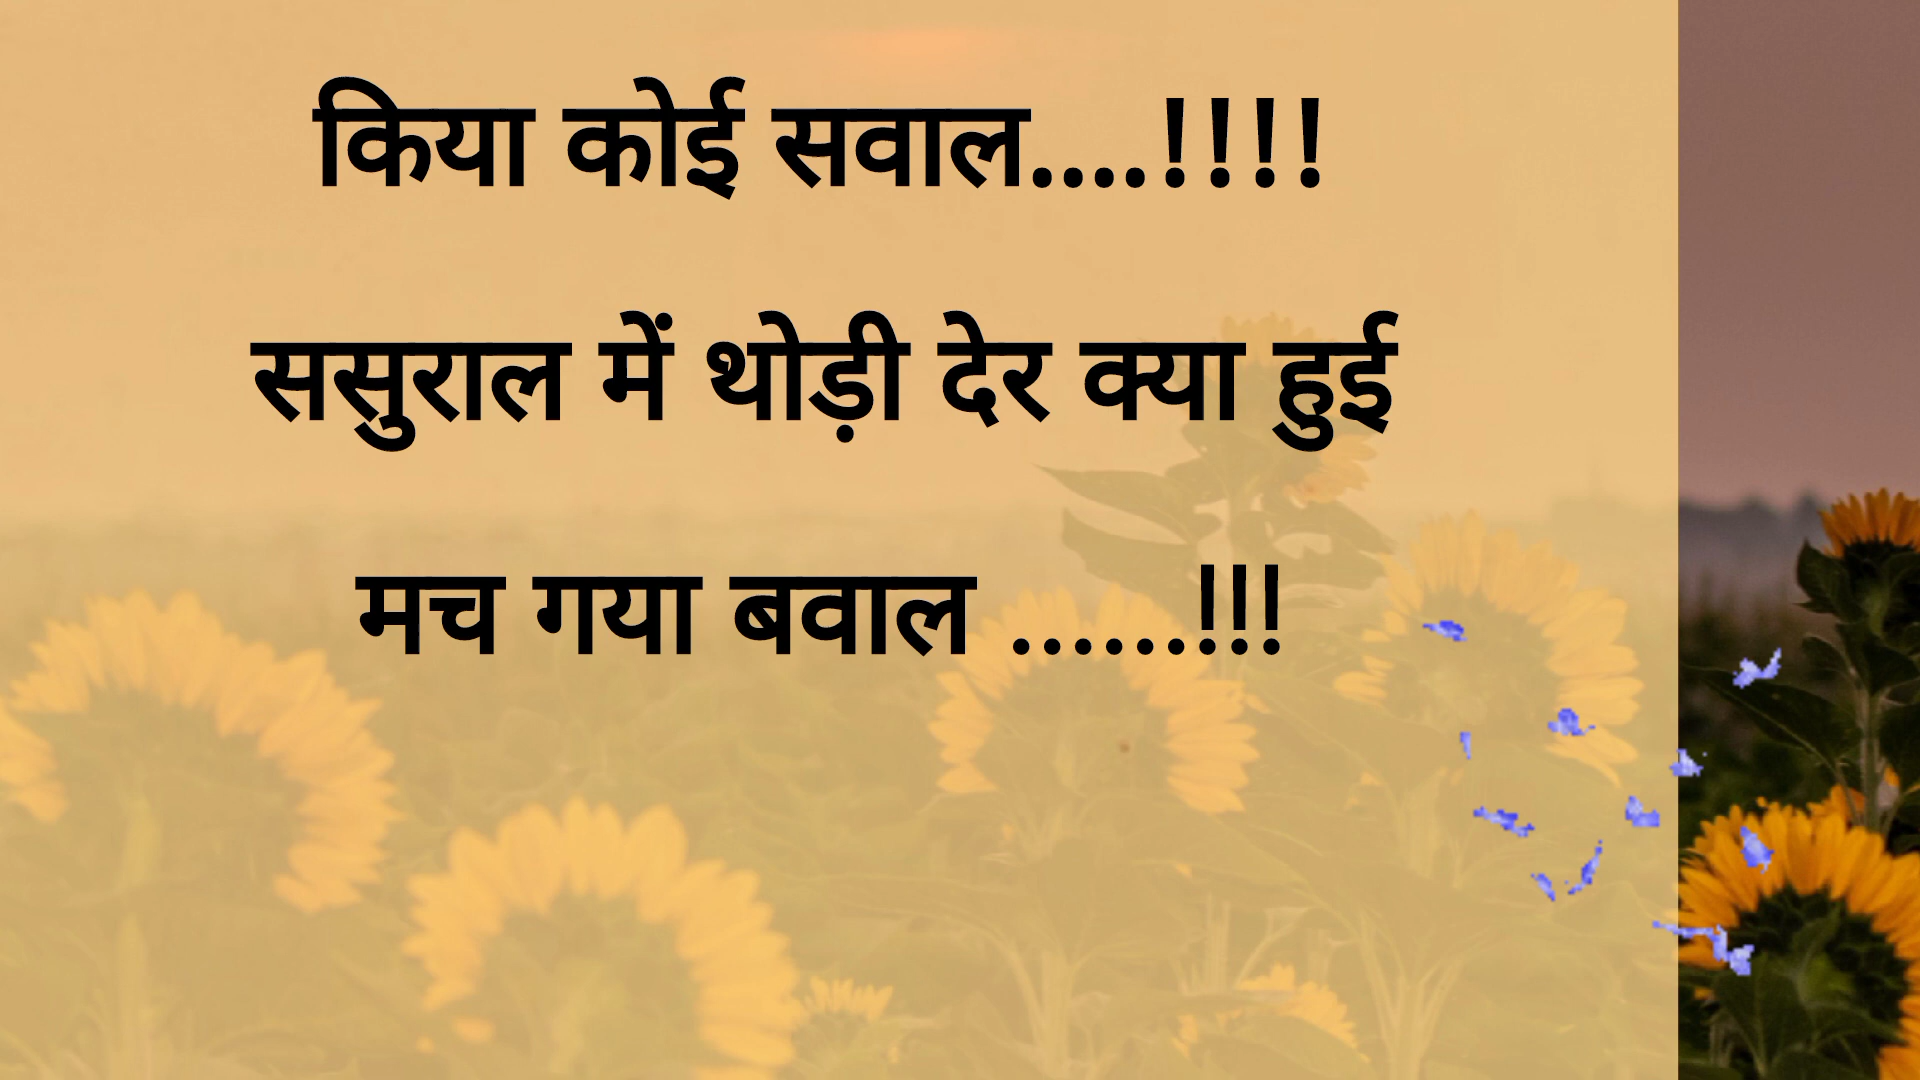 किया कोई सवाल....!!!!
ससुराल में थोड़ी देर क्या हुई
मच गया बवाल ......!!!